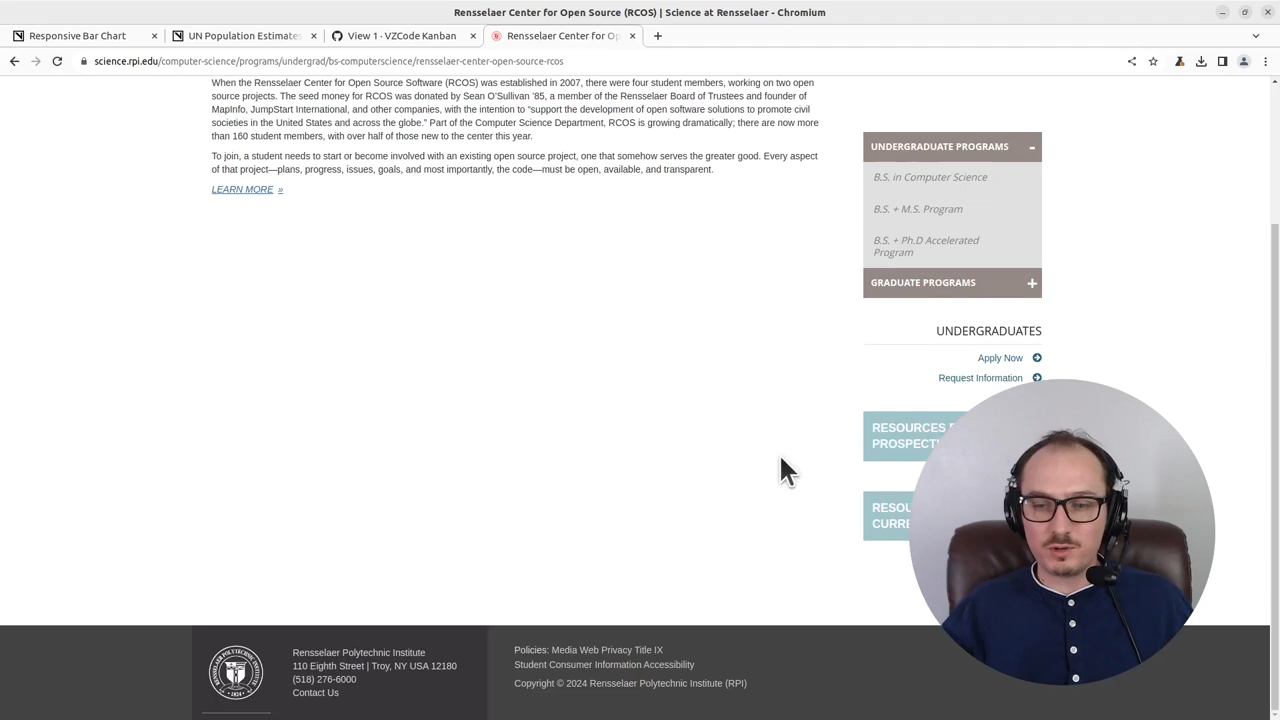 Rensselaer Center for Open Source (RCOS) | Science at Rensselaer - Chromium
Responsive Bar Chart
UN Population Estimates
View 1 · VZCode Kanban
Rensselaer Center for Op
science.rpi.edu/computer-science/programs/undergrad/bs-computerscience/rensselaer-center-open-source-rcos
When the Rensselaer Center for Open Source Software (RCOS) was established in 2007, there were four student members, working on two open
source projects. The seed money for RCOS was donated by Sean O'Sullivan '85, a member of the Rensselaer Board of Trustees and founder of
MapInfo, JumpStart International, and other companies, with the intention to “support the development of open software solutions to promote civil
societies in the United States and across the globe.” Part of the Computer Science Department, RCOS is growing dramatically; there are now more
than 160 student members, with over half of those new to the center this year.
To join, a student needs to start or become involved with an existing open source project, one that somehow serves the greater good. Every aspect
of that project—plans, progress, issues, goals, and most importantly, the code—must be open, available, and transparent.
LEARN MORE »
UNDERGRADUATE PROGRAMS -
B.S. in Computer Science
B.S. + M.S. Program
B.S. + Ph.D Accelerated
Program
GRADUATE PROGRAMS +
UNDERGRADUATES
Apply Now
Request Information
RESOURCES
PROSPECT
RESOU
CURRE
Rensselaer Polytechnic Institute
110 Eighth Street | Troy, NY USA 12180
(518) 276-6000
Contact Us
Policies: Media Web Privacy Title IX
Student Consumer Information Accessibility
Copyright © 2024 Rensselaer Polytechnic Institute (RPI)